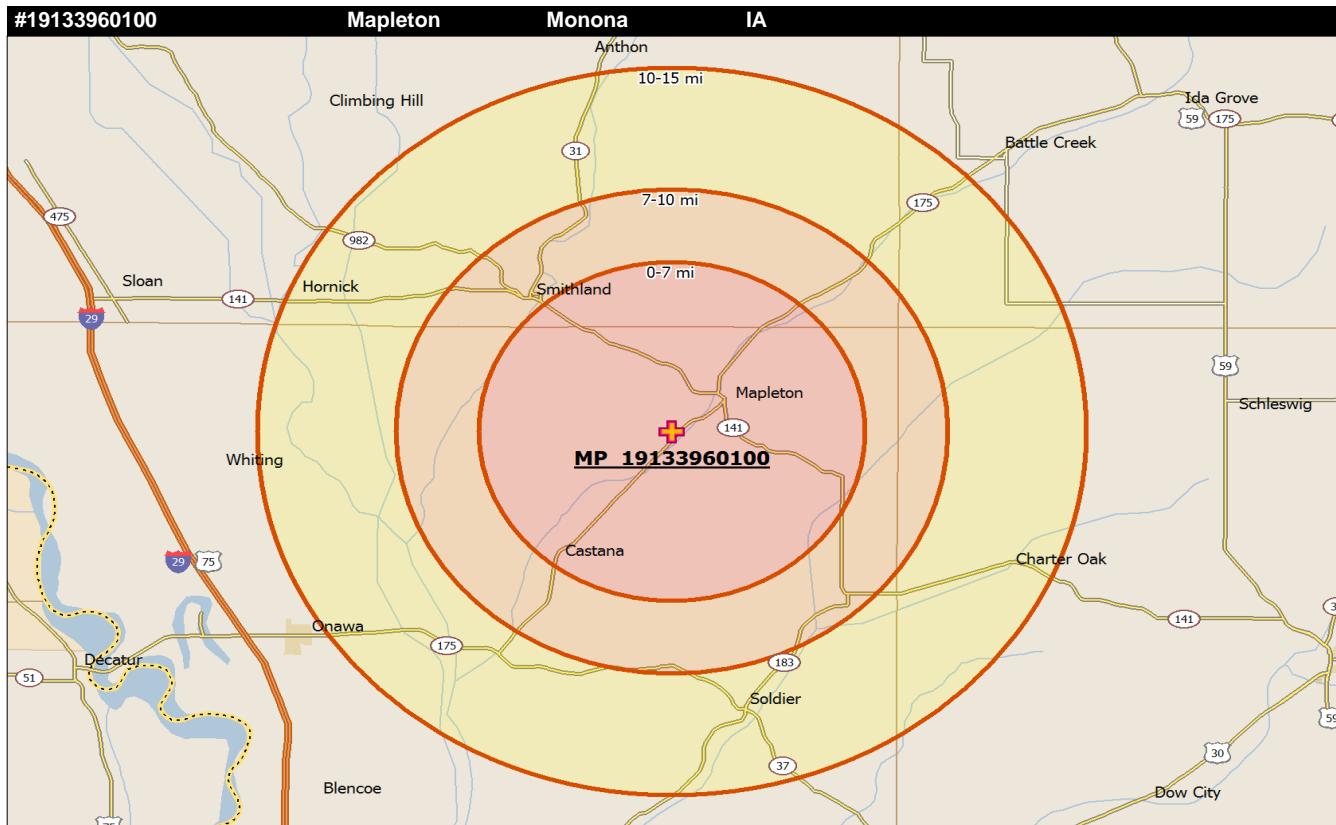 #19133960100 Mapleton Monona IA
Anthon
10-15 mi
Climbing Hill
Ida Grove
59
175
31
Battle Creek
7-10 mi
175
475
982
0-7 mi
Sloan
Hornick
Smithland
141
29
59
Mapleton
Schleswig
141
Whiting
MP 19133960100
Castana
29
75
Charter Oak
141
Onawa
175
Decatur
183
51
Soldier
59
30
37
Blencoe
Dow City